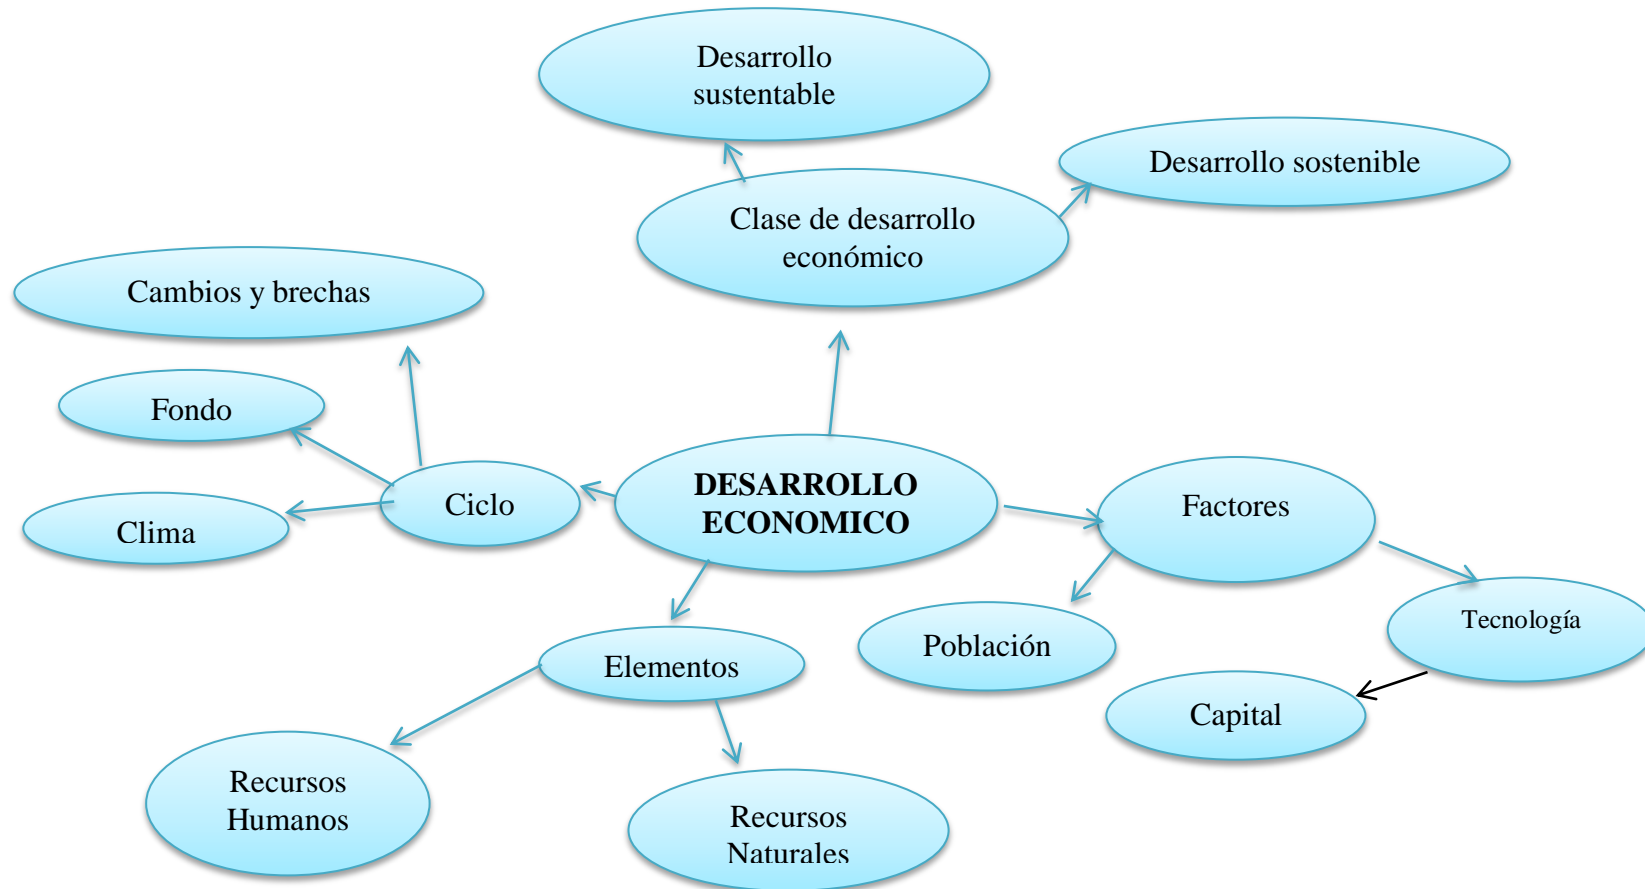 Desarrollo
sustentable
Desarrollo sostenible
Clase de desarrollo
económico
Cambios y brechas
Fondo
Clima
Ciclo
DESARROLLO
ECONOMICO
Factores
Tecnología
Población
Capital
Elementos
Recursos
Humanos
Recursos
Naturales